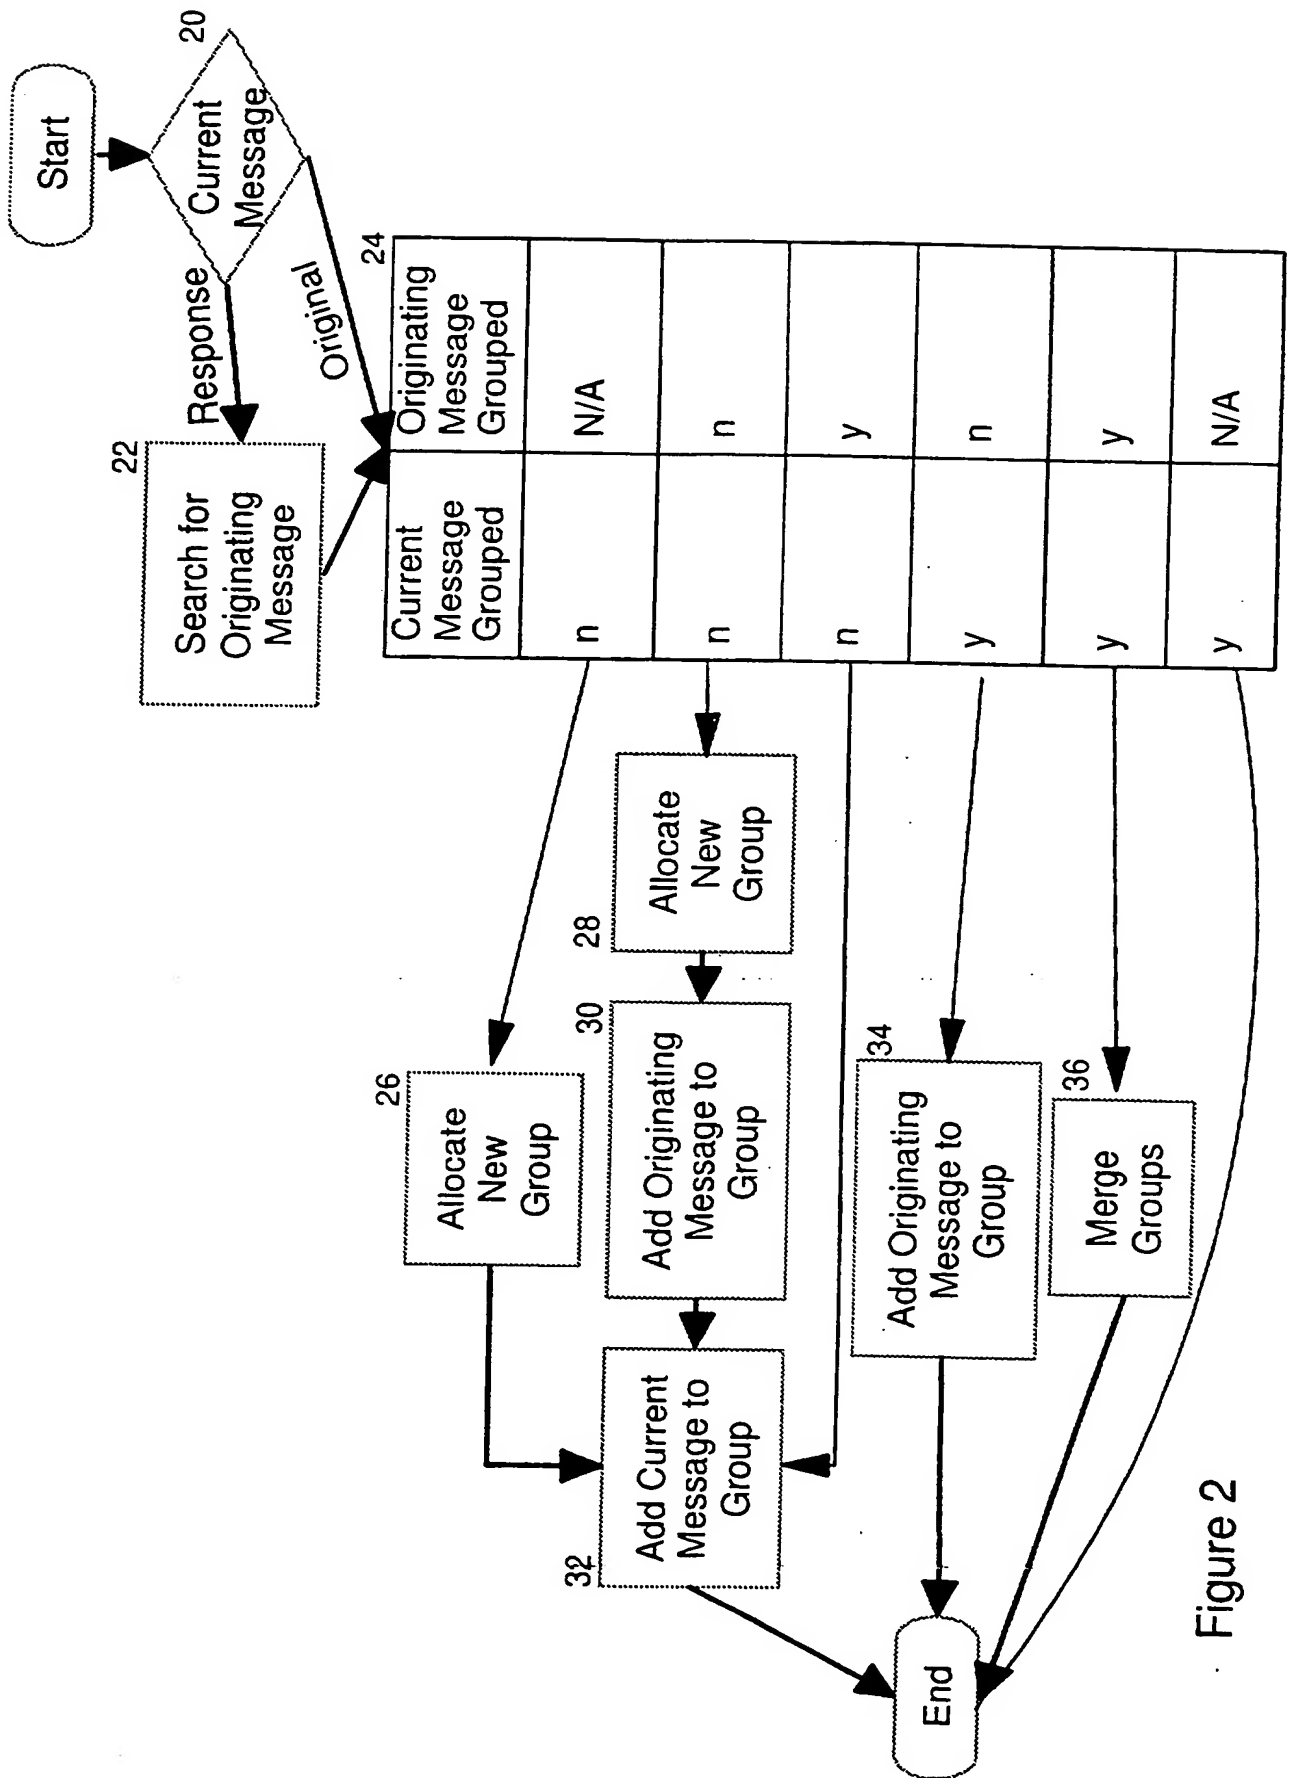 Start
20
Current
Message
Response
Original
22
Search for
Originating
Message
24
Current
Message
Grouped
Originating
Message
Grouped
n
N/A
n
n
n
y
y
n
y
y
y
N/A
26
Allocate
New
Group
28
Allocate
New
Group
30
Add Originating
Message to
Group
32
Add Current
Message to
Group
34
Add Originating
Message to
Group
36
Merge
Groups
End
Figure 2